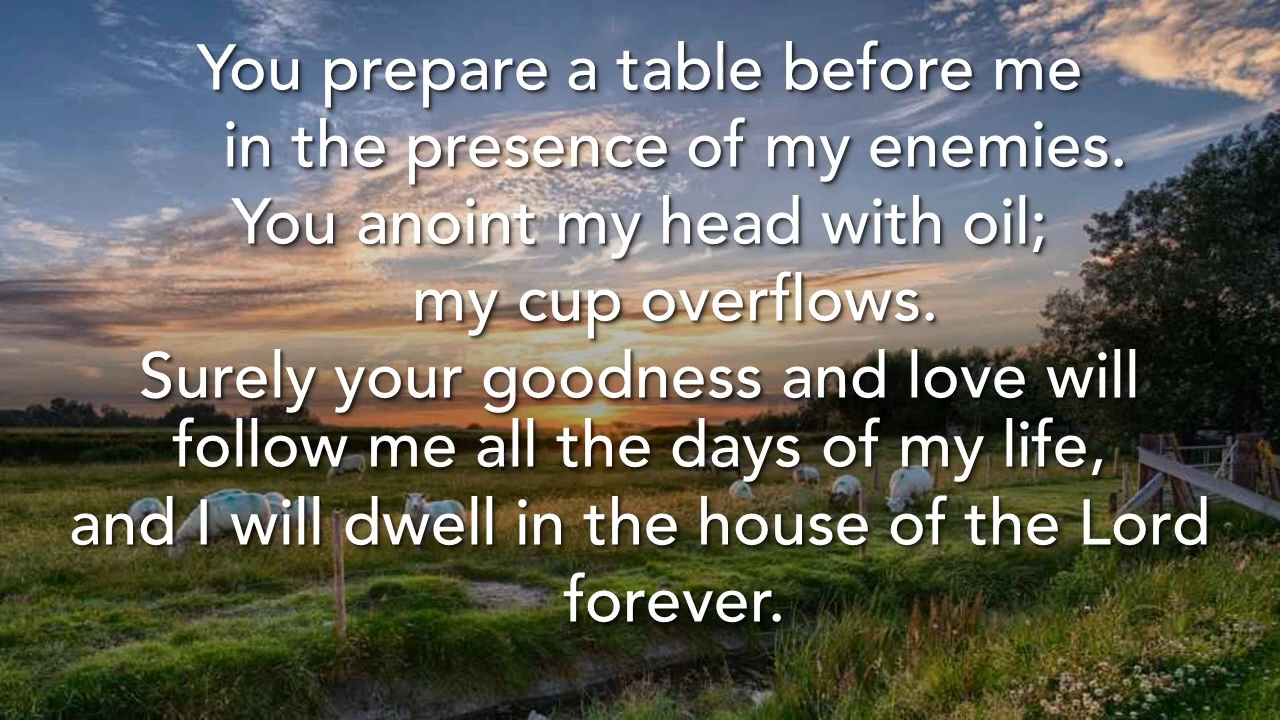 You prepare a table before me
in the presence of my enemies.
You anoint my head with oil;
my cup overflows.
Surely your goodness and love will
follow me all the days of my life,
and I will dwell in the house of the Lord
forever.